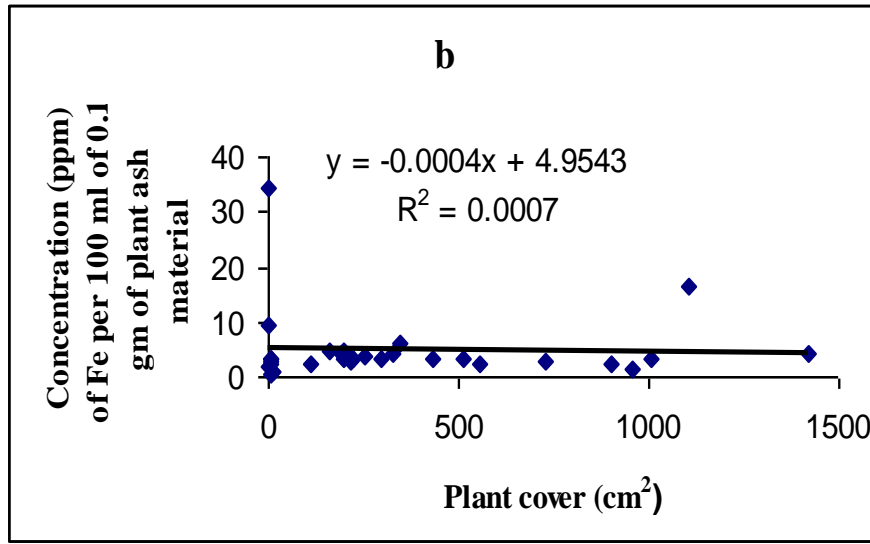 b
Concentration (ppm)
of Fe per 100 ml of 0.1
gm of plant ash
material
y = -0.0004x + 4.9543
R² = 0.0007
40
30
20
10
0
0 500 1000 1500
Plant cover (cm²)